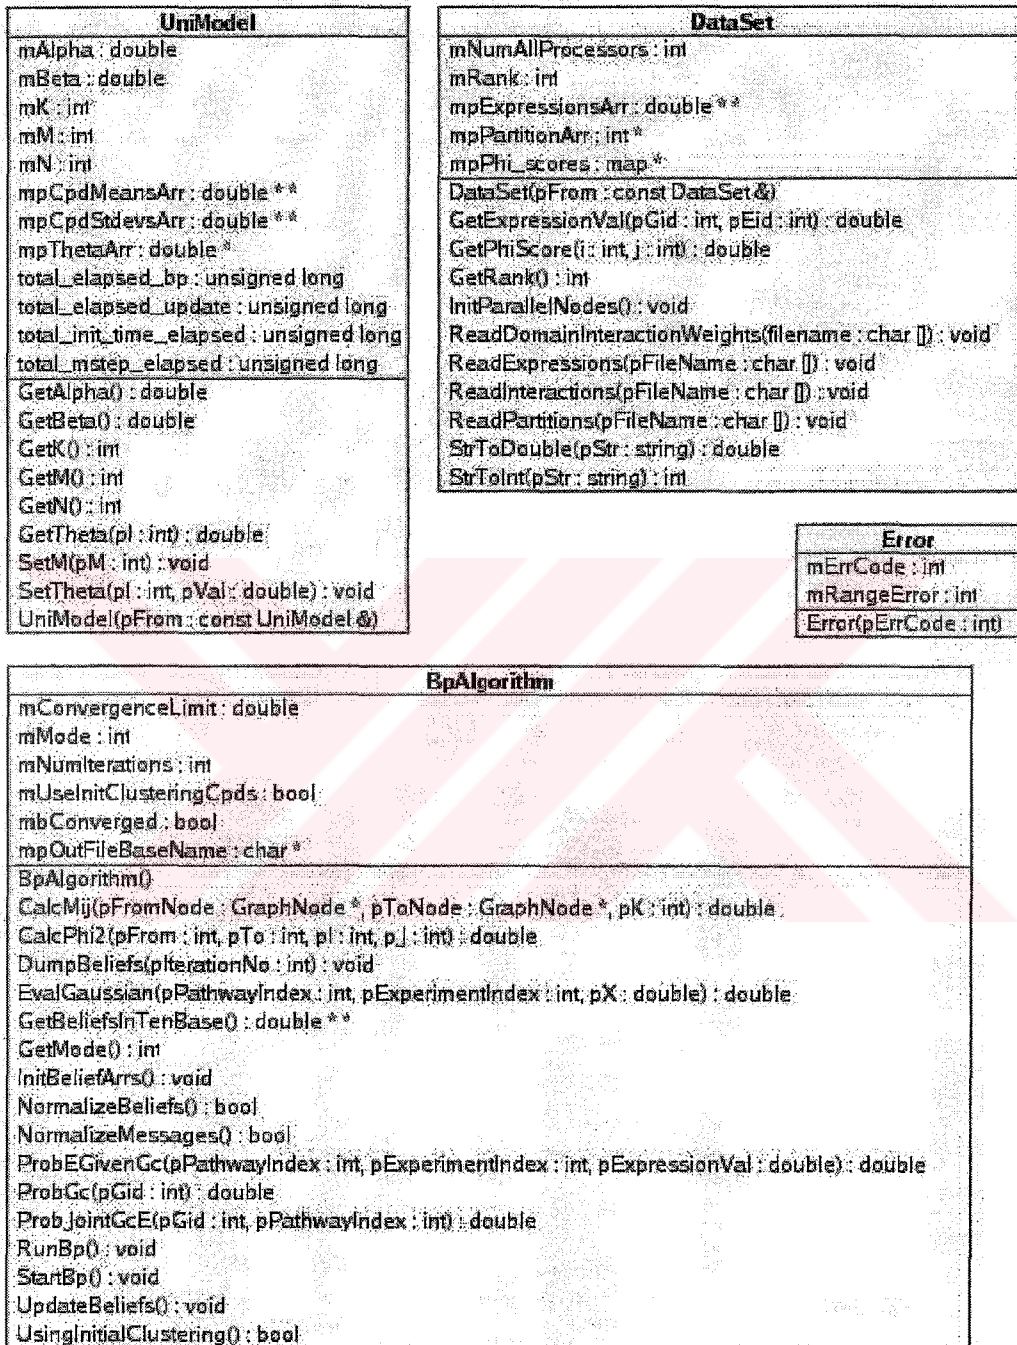 UniModel
mAlpha : double
mBeta : double
mK : int
mM : int
mN : int
mpCpdMeansArr : double **
mpCpdStdevsArr : double **
mpThetaArr : double *
total_elapsed_bp : unsigned long
total_elapsed_update : unsigned long
total_init_time_elapsed : unsigned long
total_mstep_elapsed : unsigned long
GetAlpha() : double
GetBeta() : double
GetK() : int
GetM() : int
GetN() : int
GetTheta(pI : int) : double
SetM(pM : int) : void
SetTheta(pI : int, pVal : double) : void
UniModel(pFrom : const UniModel &)
DataSet
mNumAllProcessors : int
mRank : int
mpExpressionsArr : double **
mpPartitionArr : int *
mpPhi_scores : map *
DataSet(pFrom : const DataSet &)
GetExpressionVal(pGid : int, pEid : int) : double
GetPhiScore(i : int, j : int) : double
GetRank() : int
InitParallelNodes() : void
ReadDomainInteractionWeights(filename : char []) : void
ReadExpressions(pFileName : char []) : void
ReadInteractions(pFileName : char []) : void
ReadPartitions(pFileName : char []) : void
StrToDouble(pStr : string) : double
StrToInt(pStr : string) : int
Error
mErrCode : int
mRangeError : int
Error(pErrCode : int)
BpAlgorithm
mConvergenceLimit : double
mMode : int
mNumIterations : int
mUseInitClusteringCpds : bool
mbConverged : bool
mpOutFileBaseName : char *
BpAlgorithm()
CalcMij(pFromNode : GraphNode *, pToNode : GraphNode *, pK : int) : double
CalcPhi2(pFrom : int, pTo : int, pI : int, pJ : int) : double
DumpBeliefs(pIterationNo : int) : void
EvalGaussian(pPathwayIndex : int, pExperimentIndex : int, pX : double) : double
GetBeliefsInTenBase() : double **
GetMode() : int
InitBeliefArrs() : void
NormalizeBeliefs() : bool
NormalizeMessages() : bool
ProbEGivenGc(pPathwayIndex : int, pExperimentIndex : int, pExpressionVal : double) : double
ProbGc(pGid : int) : double
ProbJointGcE(pGid : int, pPathwayIndex : int) : double
RunBp() : void
StartBp() : void
UpdateBeliefs() : void
UsingInitialClustering() : bool